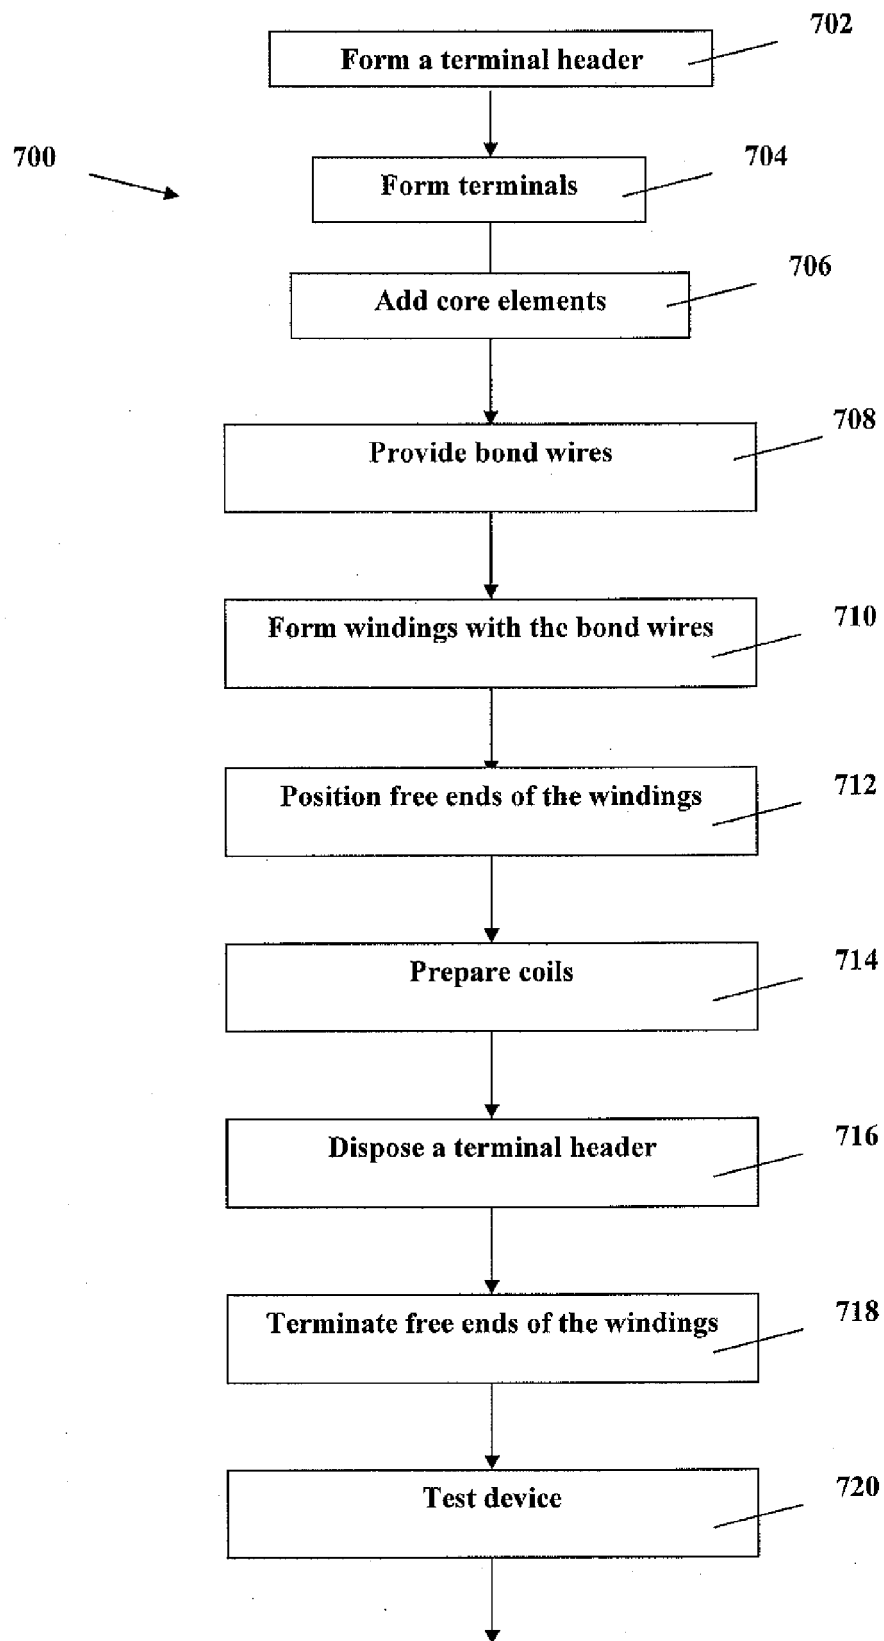 702
Form a terminal header
700
704
Form terminals
706
Add core elements
708
Provide bond wires
710
Form windings with the bond wires
712
Position free ends of the windings
714
Prepare coils
716
Dispose a terminal header
718
Terminate free ends of the windings
720
Test device